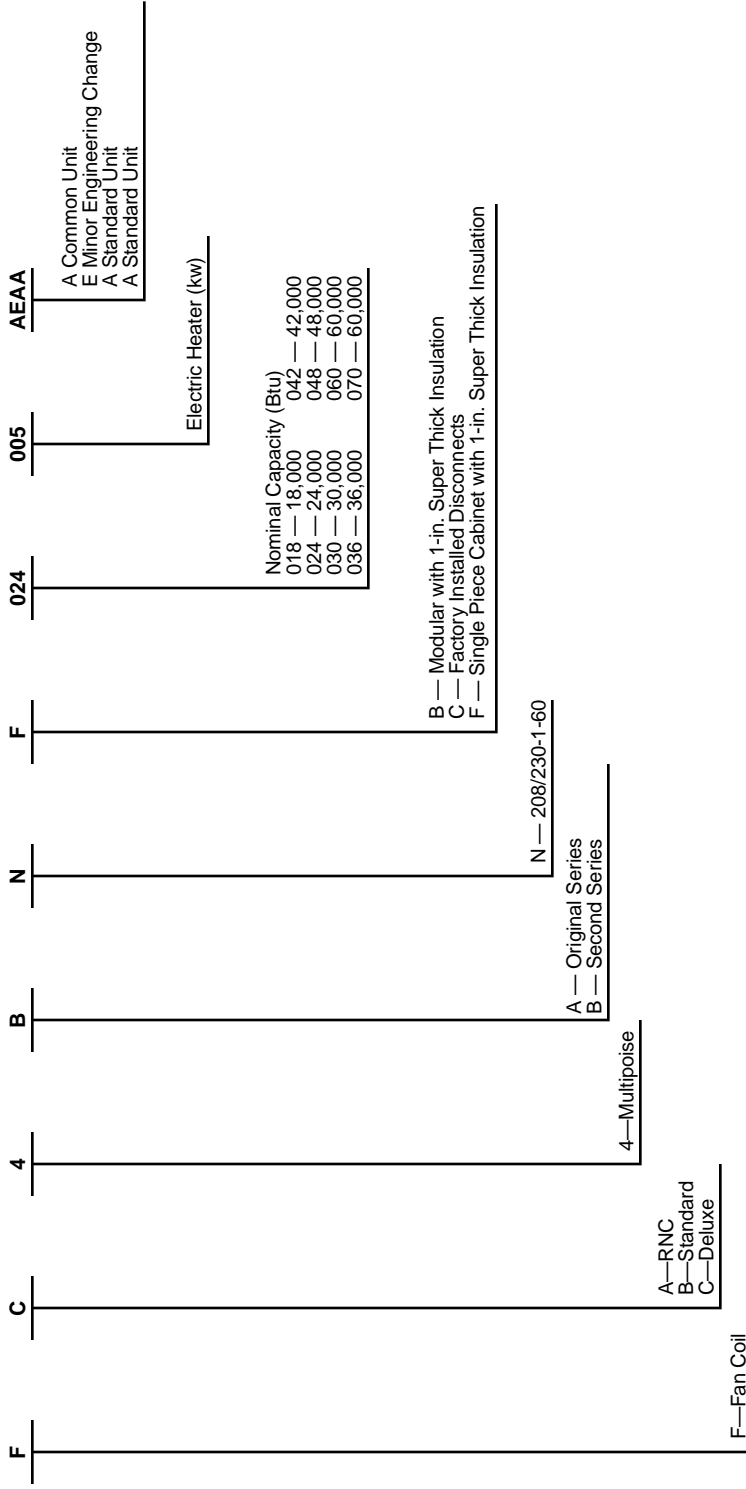 F C 4 B N F 024 005 AEAA
A Common Unit
E Minor Engineering Change
A Standard Unit
A Standard Unit
Electric Heater (kw)
Nominal Capacity (Btu)
018 — 18,000 042 — 42,000
024 — 24,000 048 — 48,000
030 — 30,000 060 — 60,000
036 — 36,000 070 — 60,000
B — Modular with 1-in. Super Thick Insulation
C — Factory Installed Disconnects
F — Single Piece Cabinet with 1-in. Super Thick Insulation
N — 208/230-1-60
A — Original Series
B — Second Series
4—Multipoise
A—RNC
B—Standard
C—Deluxe
F—Fan Coil